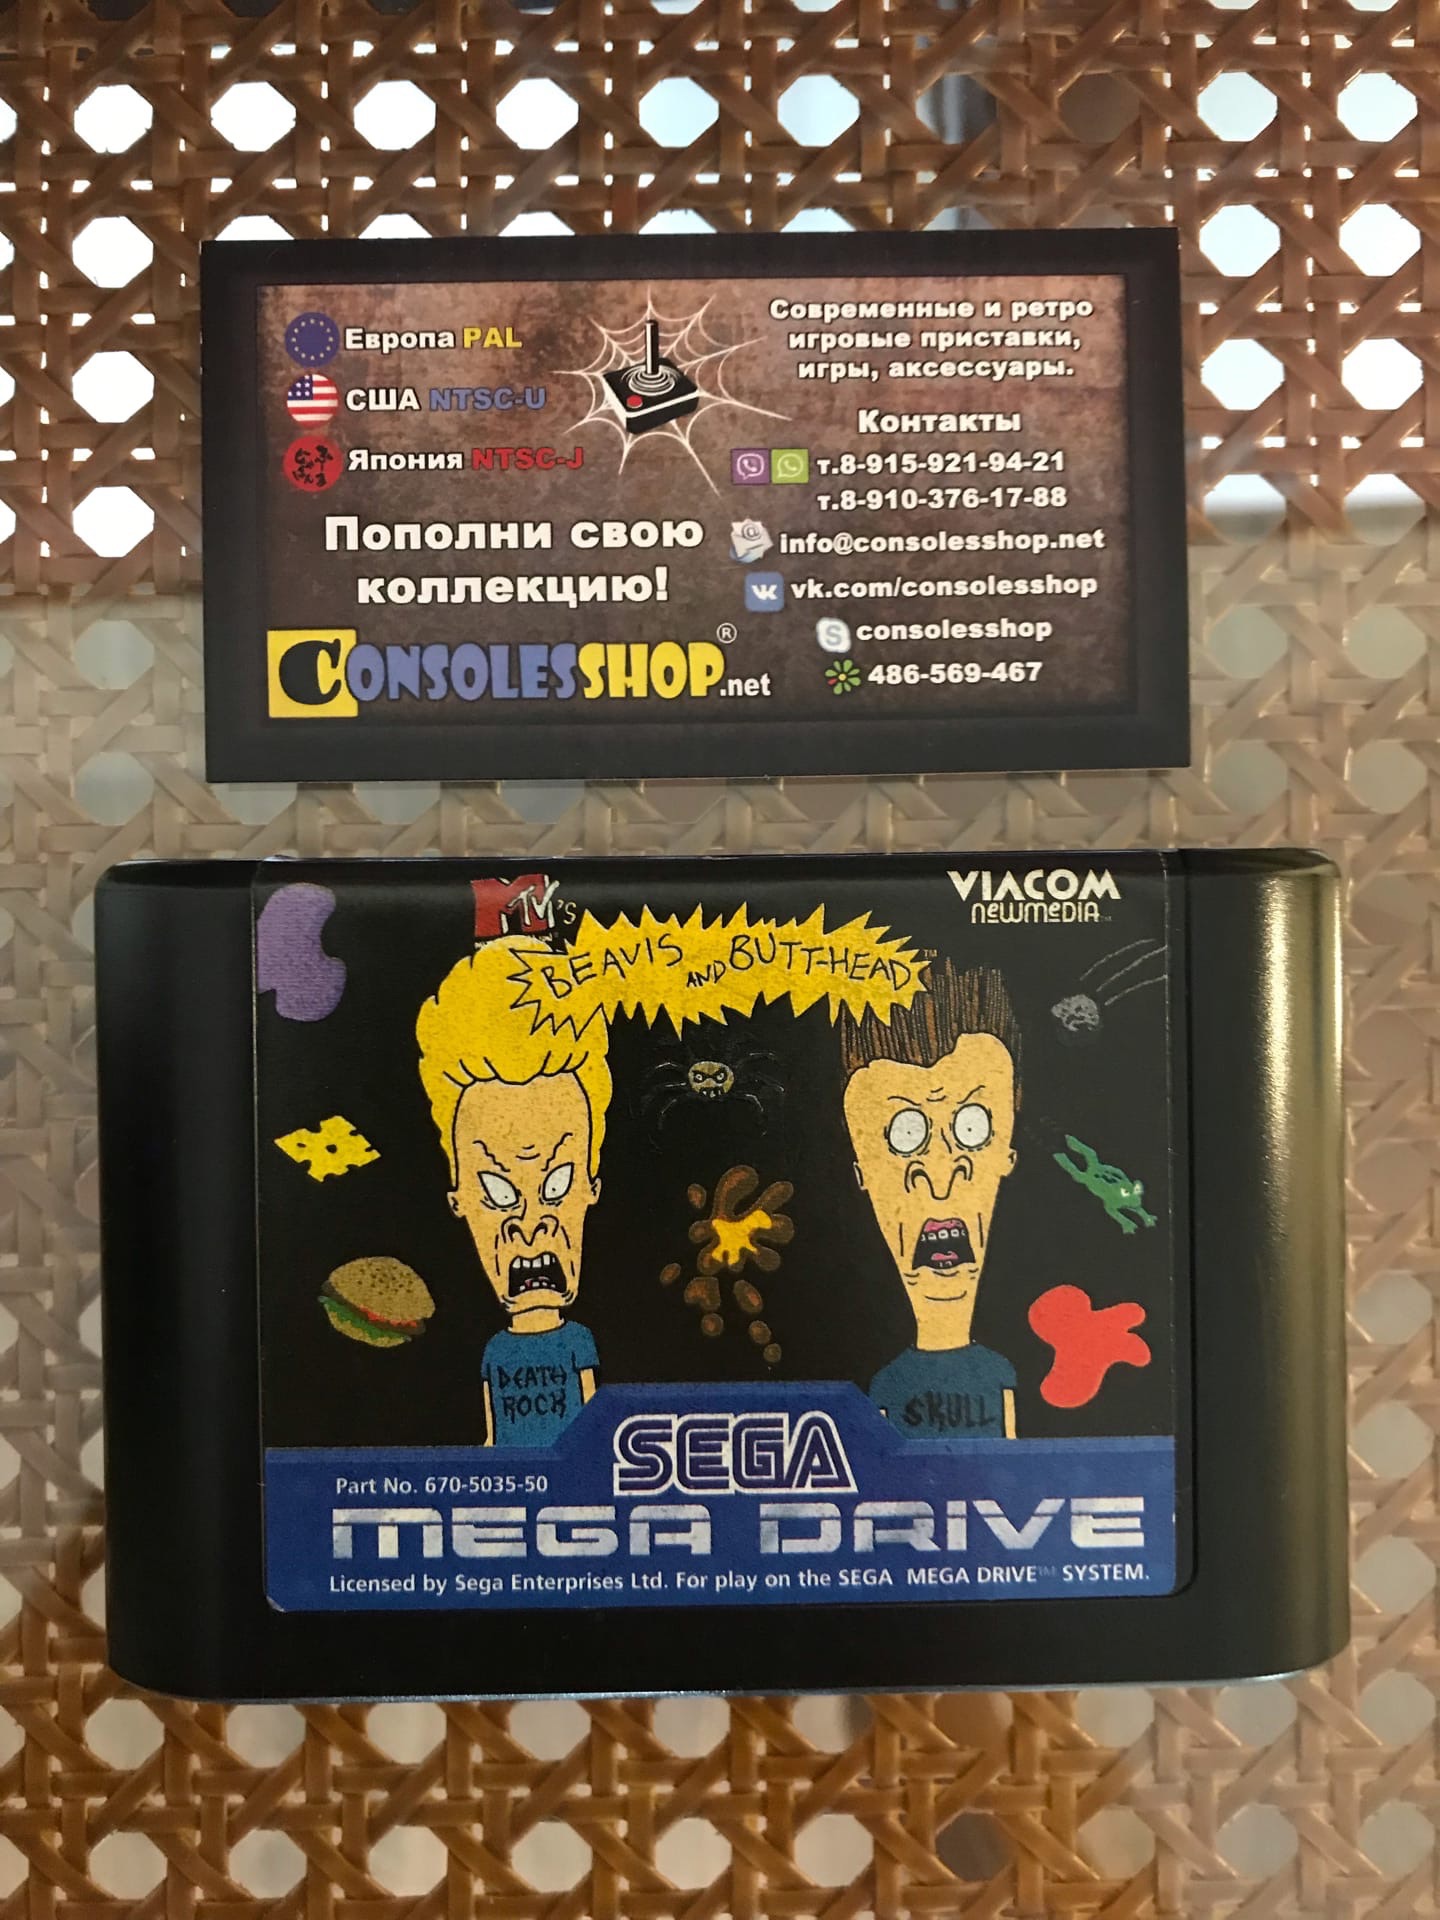 Европа PAL
США NTSC-U
Япония NTSC-J
Пополни свою
коллекцию!
CONSOLESSHOP.net ®
Современные и ретро
игровые приставки,
игры, аксессуары.
Контакты
т.8-915-921-94-21
т.8-910-376-17-88
info@consolesshop.net
vk.com/consolesshop
consolesshop
486-569-467
MTV'S
VIACOM
NEWMEDIA
BEAVIS AND BUTT-HEAD™
DEATH
ROCK
SKULL
SEGA
Part No. 670-5035-50
MEGA DRIVE
Licensed by Sega Enterprises Ltd. For play on the SEGA MEGA DRIVE™ SYSTEM.